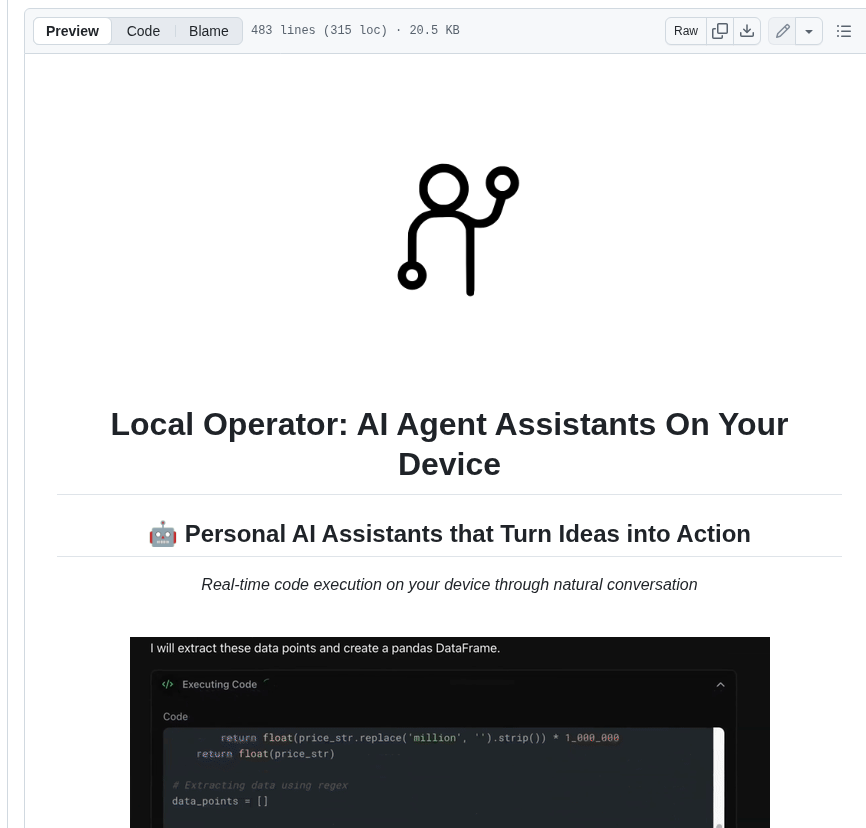 Preview Code Blame 483 lines (315 loc) · 20.5 KB Raw
Local Operator: AI Agent Assistants On Your
Device
🤖 Personal AI Assistants that Turn Ideas into Action
Real-time code execution on your device through natural conversation
I will extract these data points and create a pandas DataFrame.
</> Executing Code
Code
return float(price_str.replace('million', '').strip()) * 1_000_000
return float(price_str)
# Extracting data using regex
data_points = []